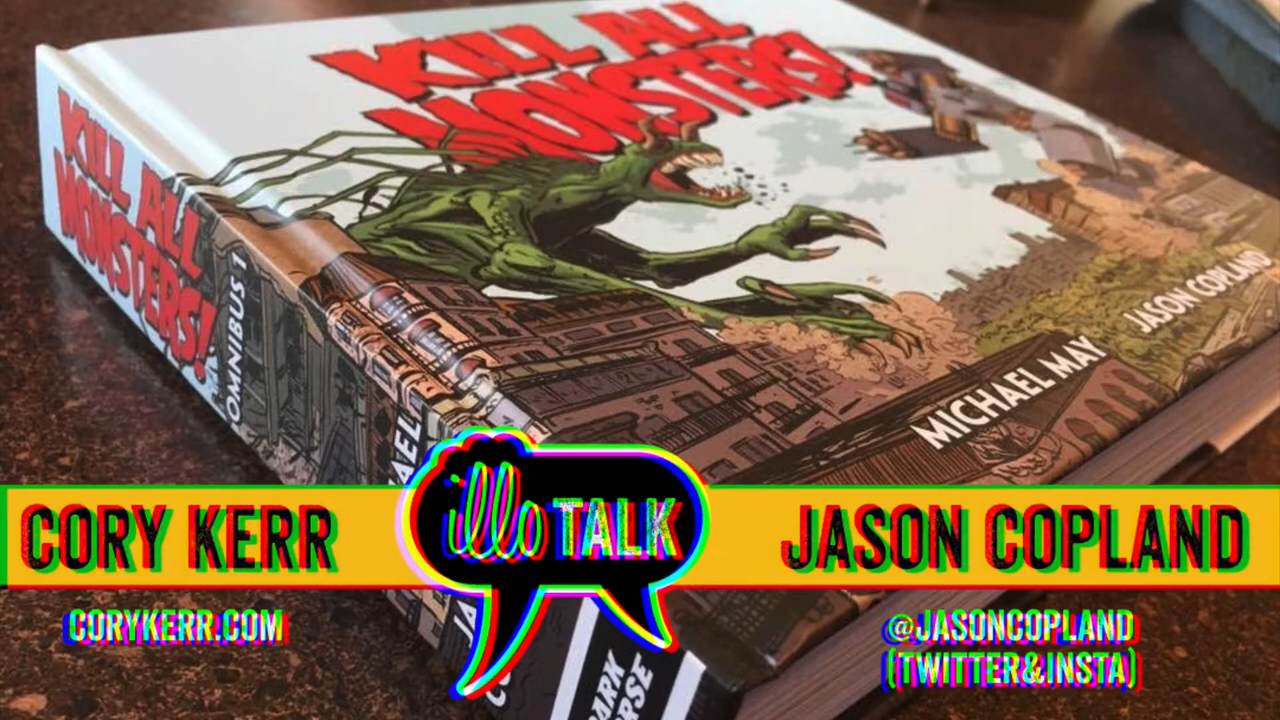 KILL ALL
MONSTERS!
KILL ALL
MONSTERS!
OMNIBUS 1
MICHAEL MAY
JASON COPLAND
CORY KERR
illo TALK
JASON COPLAND
CORYKERR.COM
@JASONCOPLAND
(TWITTER&INSTA)